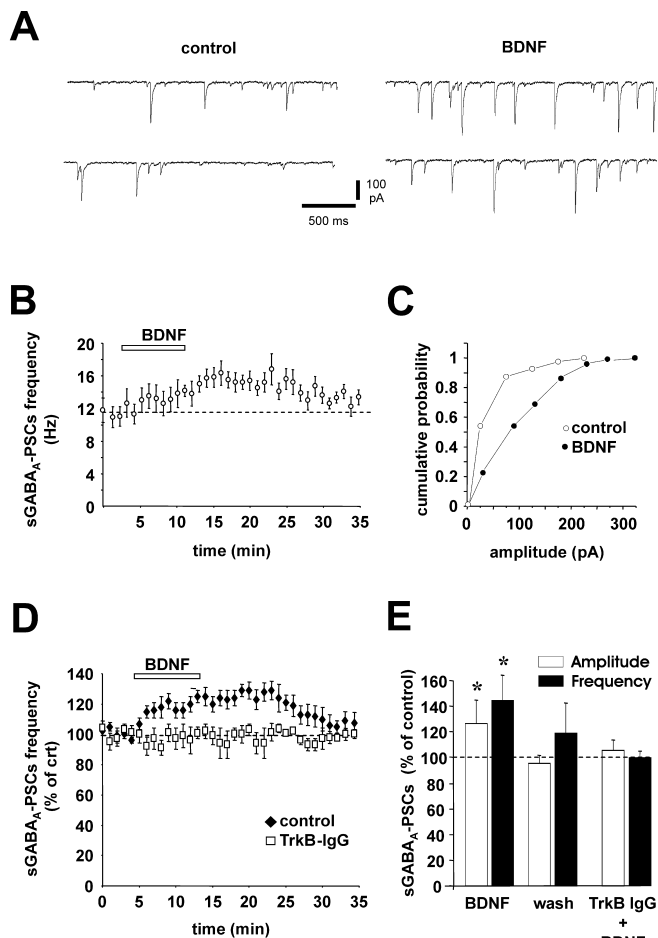 A
control
BDNF
100
pA
500 ms
B
BDNF
sGABAA-PSCs frequency
(Hz)
20
16
12
8
4
0
5
10
15
20
25
30
35
time (min)
C
cumulative probability
1
0.8
0.6
0.4
0.2
0
control
BDNF
0
100
200
300
amplitude (pA)
D
BDNF
sGABAA-PSCs frequency
(% of crt)
140
120
100
80
60
40
20
0
control
TrkB-IgG
0
5
10
15
20
25
30
35
time (min)
E
Amplitude
Frequency
sGABAA-PSCs (% of control)
160
140
120
100
80
60
40
20
0
*
*
BDNF
wash
TrkB IgG
+